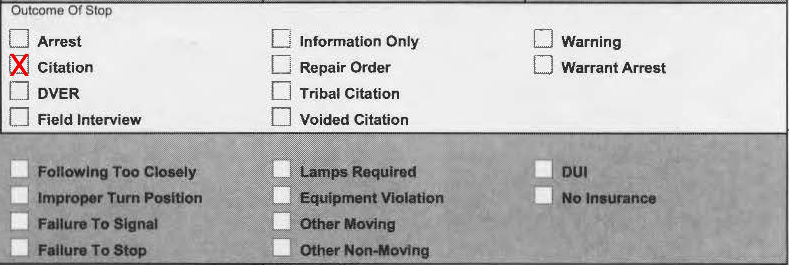 Outcome Of Stop
Arrest Information Only Warning
X Citation Repair Order Warrant Arrest
DVER Tribal Citation
Field Interview Voided Citation
Following Too Closely Lamps Required DUI
Improper Turn Position Equipment Violation No Insurance
Failure To Signal Other Moving
Failure To Stop Other Non-Moving